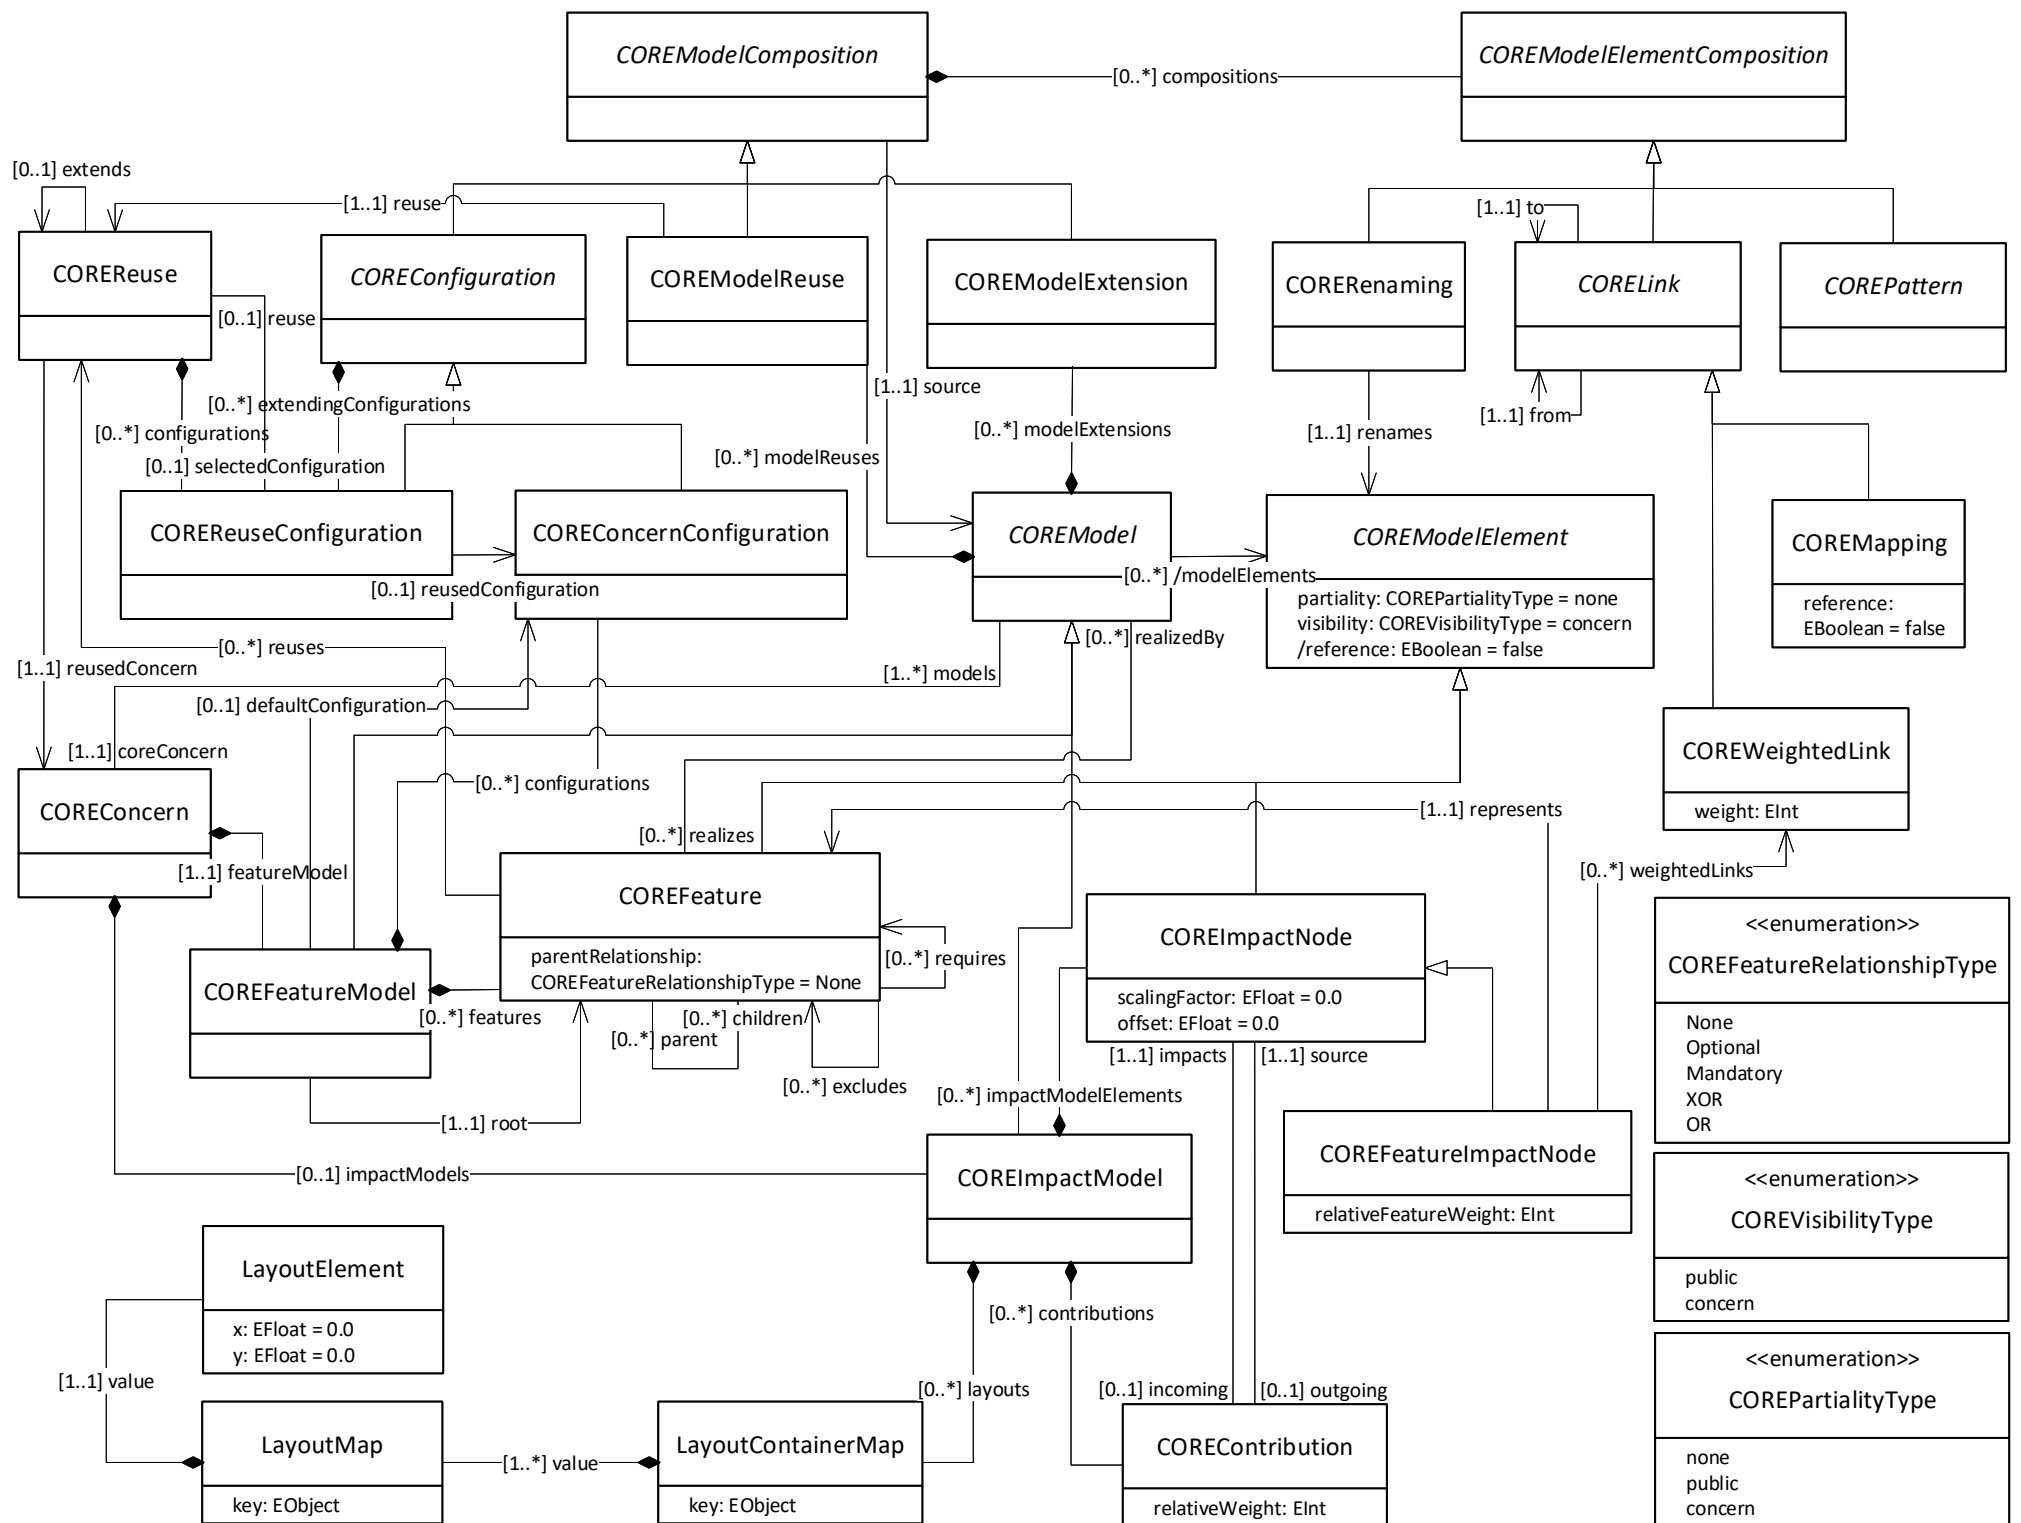 COREModelComposition
[0..*] compositions
COREModelElementComposition
[0..1] extends
[1..1] reuse
[1..1] to
COREReuse
COREConfiguration
COREModelReuse
COREModelExtension
CORERenaming
CORELink
COREPattern
[0..1] reuse
[1..1] source
[0..*] extendingConfigurations
[1..1] from
[0..*] configurations
[0..*] modelExtensions
[1..1] renames
[0..1] selectedConfiguration
[0..*] modelReuses
COREReuseConfiguration
COREConcernConfiguration
COREModel
COREModelElement
COREMapping
[0..1] reusedConfiguration
[0..*] /modelElements
partiality: COREPartialityType = none
visibility: COREVisibilityType = concern
/reference: EBoolean = false
reference:
EBoolean = false
[0..*] reuses
[0..*] realizedBy
[1..1] reusedConcern
[1..*] models
[0..1] defaultConfiguration
[1..1] coreConcern
COREWeightedLink
weight: EInt
[0..*] configurations
COREConcern
[0..*] realizes
[1..1] represents
[1..1] featureModel
[0..*] weightedLinks
COREFeature
parentRelationship:
COREFeatureRelationshipType = None
[0..*] requires
COREImpactNode
scalingFactor: EFloat = 0.0
offset: EFloat = 0.0
<<enumeration>>
COREFeatureRelationshipType
None
Optional
Mandatory
XOR
OR
COREFeatureModel
[0..*] features
[0..*] children
[0..*] parent
[0..*] excludes
[1..1] impacts
[1..1] source
[0..*] impactModelElements
[1..1] root
COREFeatureImpactNode
relativeFeatureWeight: EInt
[0..1] impactModels
COREImpactModel
<<enumeration>>
COREVisibilityType
public
concern
LayoutElement
x: EFloat = 0.0
y: EFloat = 0.0
[0..*] contributions
[1..1] value
[0..*] layouts
[0..1] incoming
[0..1] outgoing
<<enumeration>>
COREPartialityType
none
public
concern
LayoutMap
key: EObject
[1..*] value
LayoutContainerMap
key: EObject
COREContribution
relativeWeight: EInt